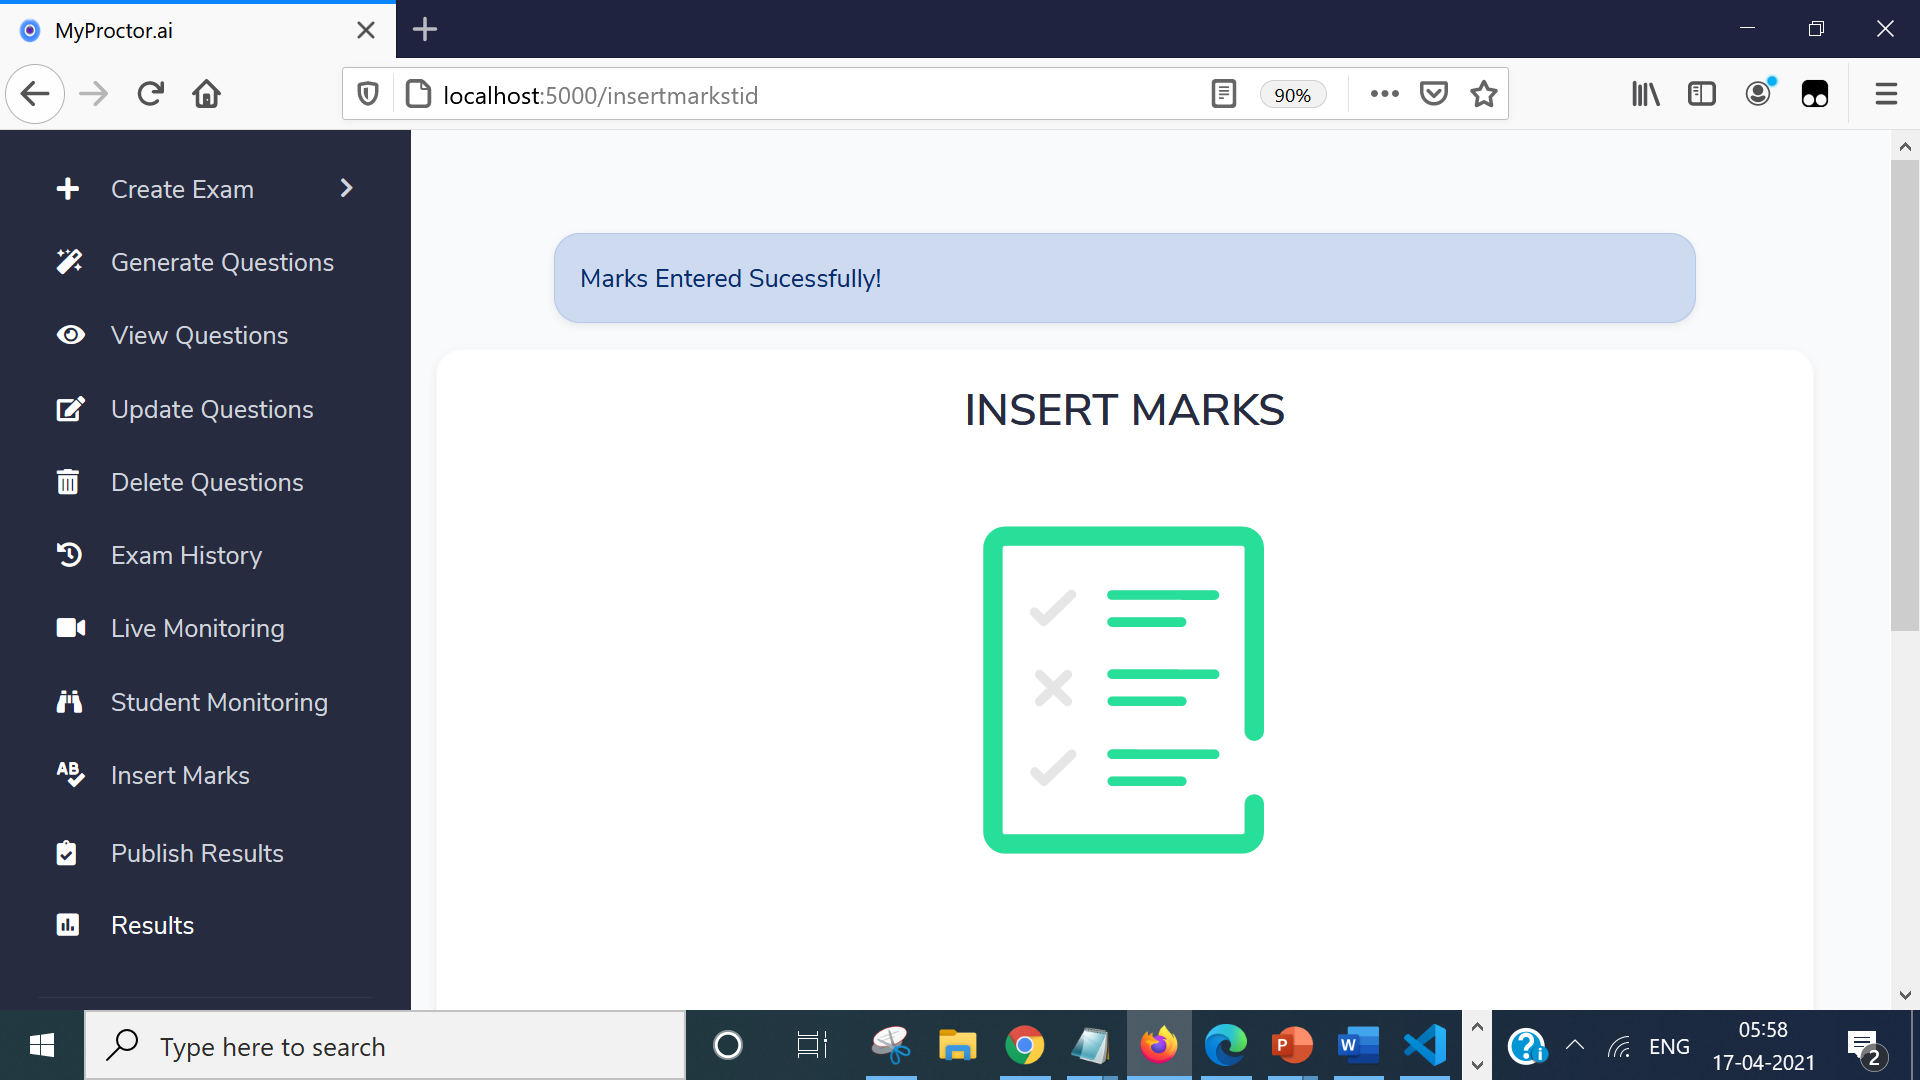 MyProctor.ai
localhost:5000/insertmarkstid
90%
Create Exam
Generate Questions
View Questions
Update Questions
Delete Questions
Exam History
Live Monitoring
Student Monitoring
AB
Insert Marks
Publish Results
Results
Marks Entered Sucessfully!
INSERT MARKS
Type here to search
P
W
ENG
05:58
17-04-2021
2